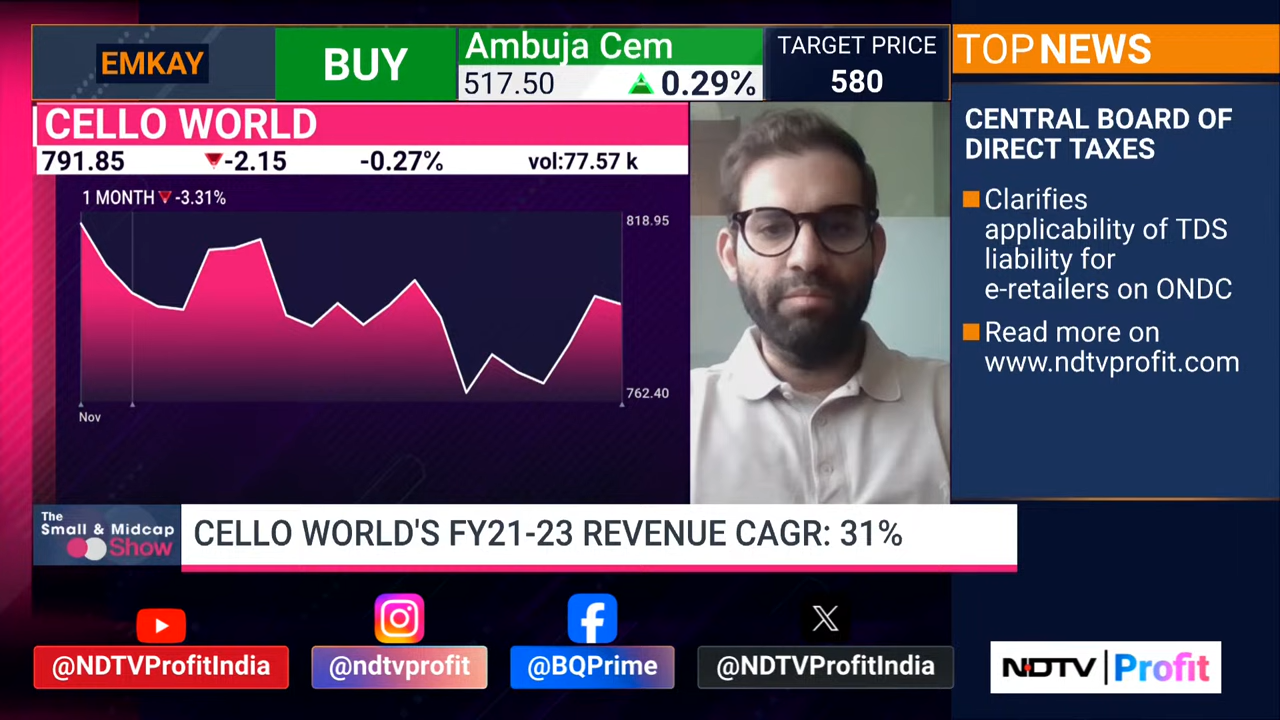 EMKAY
BUY
Ambuja Cem
517.50 0.29%
TARGET PRICE
580
TOP NEWS
CELLO WORLD
791.85 -2.15 -0.27% vol:77.57 k
1 MONTH -3.31%
818.95
762.40
Nov
CENTRAL BOARD OF
DIRECT TAXES
Clarifies
applicability of TDS
liability for
e-retailers on ONDC
Read more on
www.ndtvprofit.com
The
Small & Midcap
Show
CELLO WORLD'S FY21-23 REVENUE CAGR: 31%
@NDTVProfitIndia
@ndtvprofit
@BQPrime
@NDTVProfitIndia
NDTV Profit